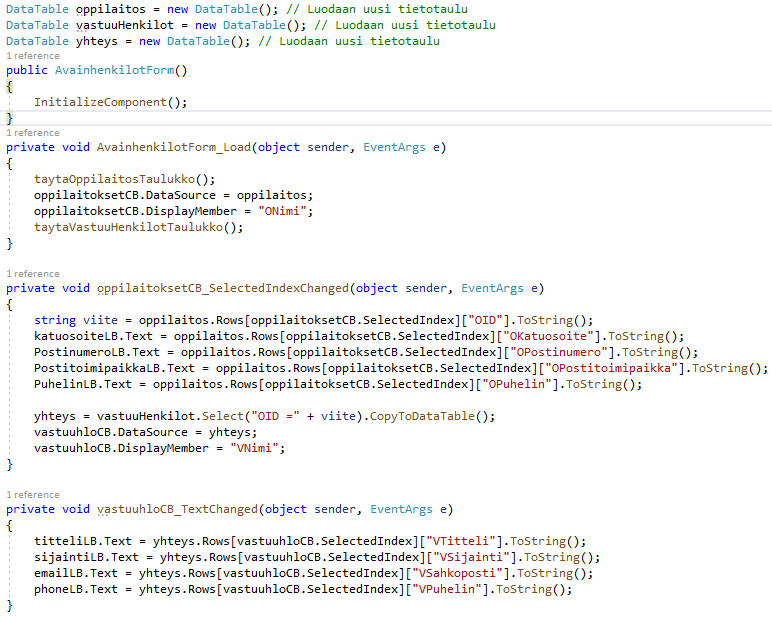 DataTable oppilaitos = new DataTable(); // Luodaan uusi tietotaulu
DataTable vastuuHenkilot = new DataTable(); // Luodaan uusi tietotaulu
DataTable yhteys = new DataTable(); // Luodaan uusi tietotaulu
1 reference
public AvainhenkilotForm()
{
    InitializeComponent();
}
1 reference
private void AvainhenkilotForm_Load(object sender, EventArgs e)
{
    taytaOppilaitosTaulukko();
    oppilaitoksetCB.DataSource = oppilaitos;
    oppilaitoksetCB.DisplayMember = "ONimi";
    taytaVastuuHenkilotTaulukko();
}
1 reference
private void oppilaitoksetCB_SelectedIndexChanged(object sender, EventArgs e)
{
    string viite = oppilaitos.Rows[oppilaitoksetCB.SelectedIndex]["OID"].ToString();
    katuosoiteLB.Text = oppilaitos.Rows[oppilaitoksetCB.SelectedIndex]["OKatuosoite"].ToString();
    PostinumeroLB.Text = oppilaitos.Rows[oppilaitoksetCB.SelectedIndex]["OPostinumero"].ToString();
    PostitoimipaikkaLB.Text = oppilaitos.Rows[oppilaitoksetCB.SelectedIndex]["OPostitoimipaikka"].ToString();
    PuhelinLB.Text = oppilaitos.Rows[oppilaitoksetCB.SelectedIndex]["OPuhelin"].ToString();
    yhteys = vastuuHenkilot.Select("OID =" + viite).CopyToDataTable();
    vastuuhloCB.DataSource = yhteys;
    vastuuhloCB.DisplayMember = "VNimi";
}
1 reference
private void vastuuhloCB_TextChanged(object sender, EventArgs e)
{
    titteliLB.Text = yhteys.Rows[vastuuhloCB.SelectedIndex]["VTitteli"].ToString();
    sijaintiLB.Text = yhteys.Rows[vastuuhloCB.SelectedIndex]["VSijainti"].ToString();
    emailLB.Text = yhteys.Rows[vastuuhloCB.SelectedIndex]["VSahkoposti"].ToString();
    phoneLB.Text = yhteys.Rows[vastuuhloCB.SelectedIndex]["VPuhelin"].ToString();
}